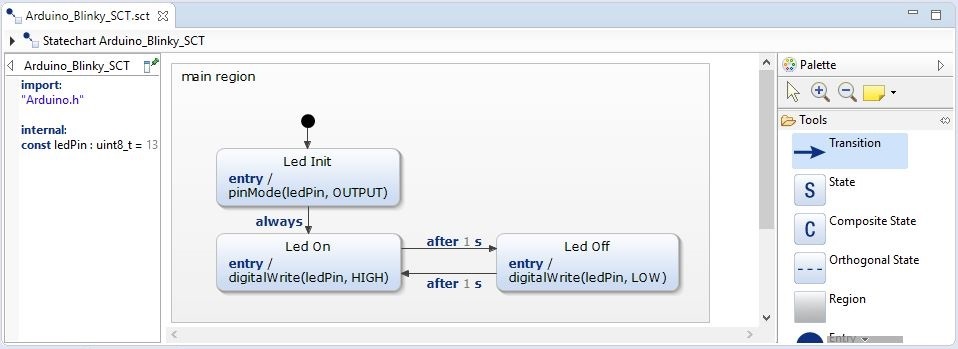 Arduino_Blinky_SCT.sct
Statechart Arduino_Blinky_SCT
Arduino_Blinky_SCT
import:
"Arduino.h"
internal:
const ledPin : uint8_t = 13
main region
Led Init
entry /
pinMode(ledPin, OUTPUT)
always
Led On
entry /
digitalWrite(ledPin, HIGH)
after 1 s
after 1 s
Led Off
entry /
digitalWrite(ledPin, LOW)
Palette
Tools
Transition
S State
C Composite State
Orthogonal State
Region
Entry